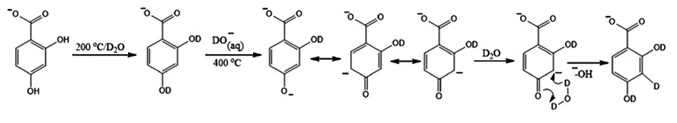 ⁻O O ⁻O O ⁻O O ⁻O O ⁻O O ⁻O O ⁻O O
OH 200 °C/D2O OD DO⁻ (aq) 400 °C OD OD OD D2O OD ⁻OH OD
OH OD O⁻ O O O D O D OD D